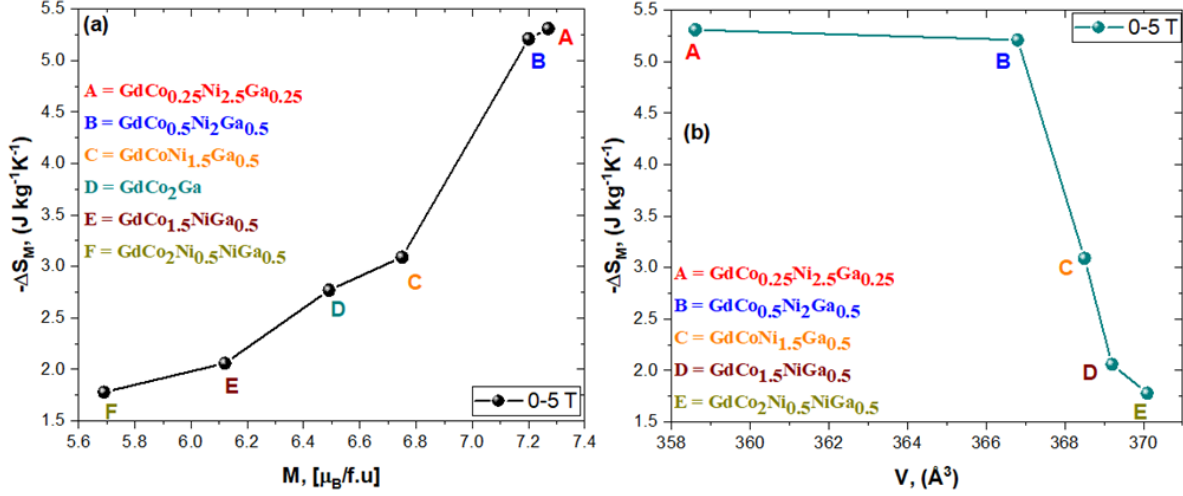 (a)
5.5
5.0
4.5
4.0
3.5
3.0
2.5
2.0
1.5
-ΔS_M, (J kg⁻¹K⁻¹)
A
B
A = GdCo0.25Ni2.5Ga0.25
B = GdCo0.5Ni2Ga0.5
C = GdCoNi1.5Ga0.5
D = GdCo2Ga
E = GdCo1.5NiGa0.5
F = GdCo2Ni0.5NiGa0.5
C
D
E
F
0-5 T
5.6 5.8 6.0 6.2 6.4 6.6 6.8 7.0 7.2 7.4
M, [μB/f.u]
0-5 T
5.5
5.0
4.5
4.0
3.5
3.0
2.5
2.0
1.5
-ΔS_M, (J kg⁻¹K⁻¹)
A
B
(b)
C
A = GdCo0.25Ni2.5Ga0.25
B = GdCo0.5Ni2Ga0.5
C = GdCoNi1.5Ga0.5
D = GdCo1.5NiGa0.5
E = GdCo2Ni0.5NiGa0.5
D
E
358 360 362 364 366 368 370
V, (Å³)